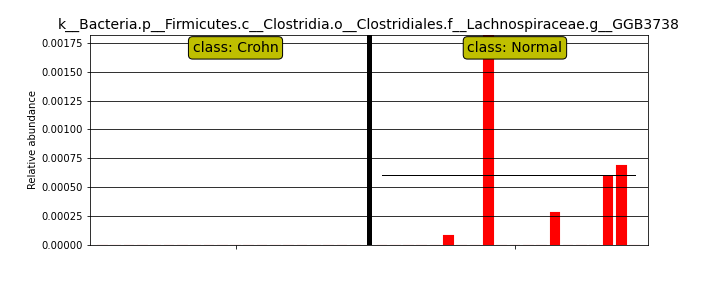 k__Bacteria.p__Firmicutes.c__Clostridia.o__Clostridiales.f__Lachnospiraceae.g__GGB3738
class: Crohn
class: Normal
0.00175
0.00150
0.00125
0.00100
0.00075
0.00050
0.00025
0.00000
Relative abundance